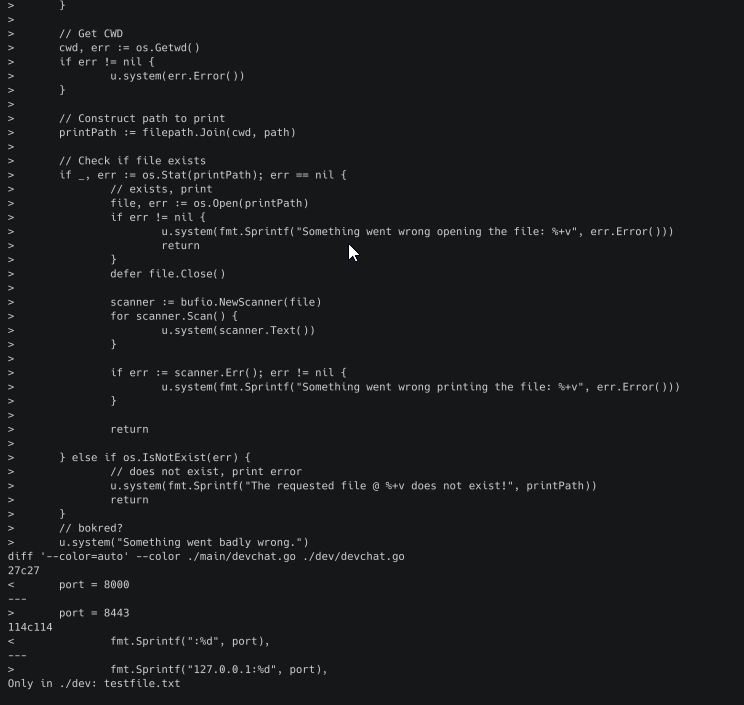 >       }
>
>       // Get CWD
>       cwd, err := os.Getwd()
>       if err != nil {
>               u.system(err.Error())
>       }
>
>       // Construct path to print
>       printPath := filepath.Join(cwd, path)
>
>       // Check if file exists
>       if _, err := os.Stat(printPath); err == nil {
>               // exists, print
>               file, err := os.Open(printPath)
>               if err != nil {
>                       u.system(fmt.Sprintf("Something went wrong opening the file: %+v", err.Error()))
>                       return
>               }
>               defer file.Close()
>
>               scanner := bufio.NewScanner(file)
>               for scanner.Scan() {
>                       u.system(scanner.Text())
>               }
>
>               if err := scanner.Err(); err != nil {
>                       u.system(fmt.Sprintf("Something went wrong printing the file: %+v", err.Error()))
>               }
>
>               return
>
>       } else if os.IsNotExist(err) {
>               // does not exist, print error
>               u.system(fmt.Sprintf("The requested file @ %+v does not exist!", printPath))
>               return
>       }
>       // bokred?
>       u.system("Something went badly wrong.")
diff '--color=auto' --color ./main/devchat.go ./dev/devchat.go
27c27
<       port = 8000
---
>       port = 8443
114c114
<               fmt.Sprintf(":%d", port),
---
>               fmt.Sprintf("127.0.0.1:%d", port),
Only in ./dev: testfile.txt